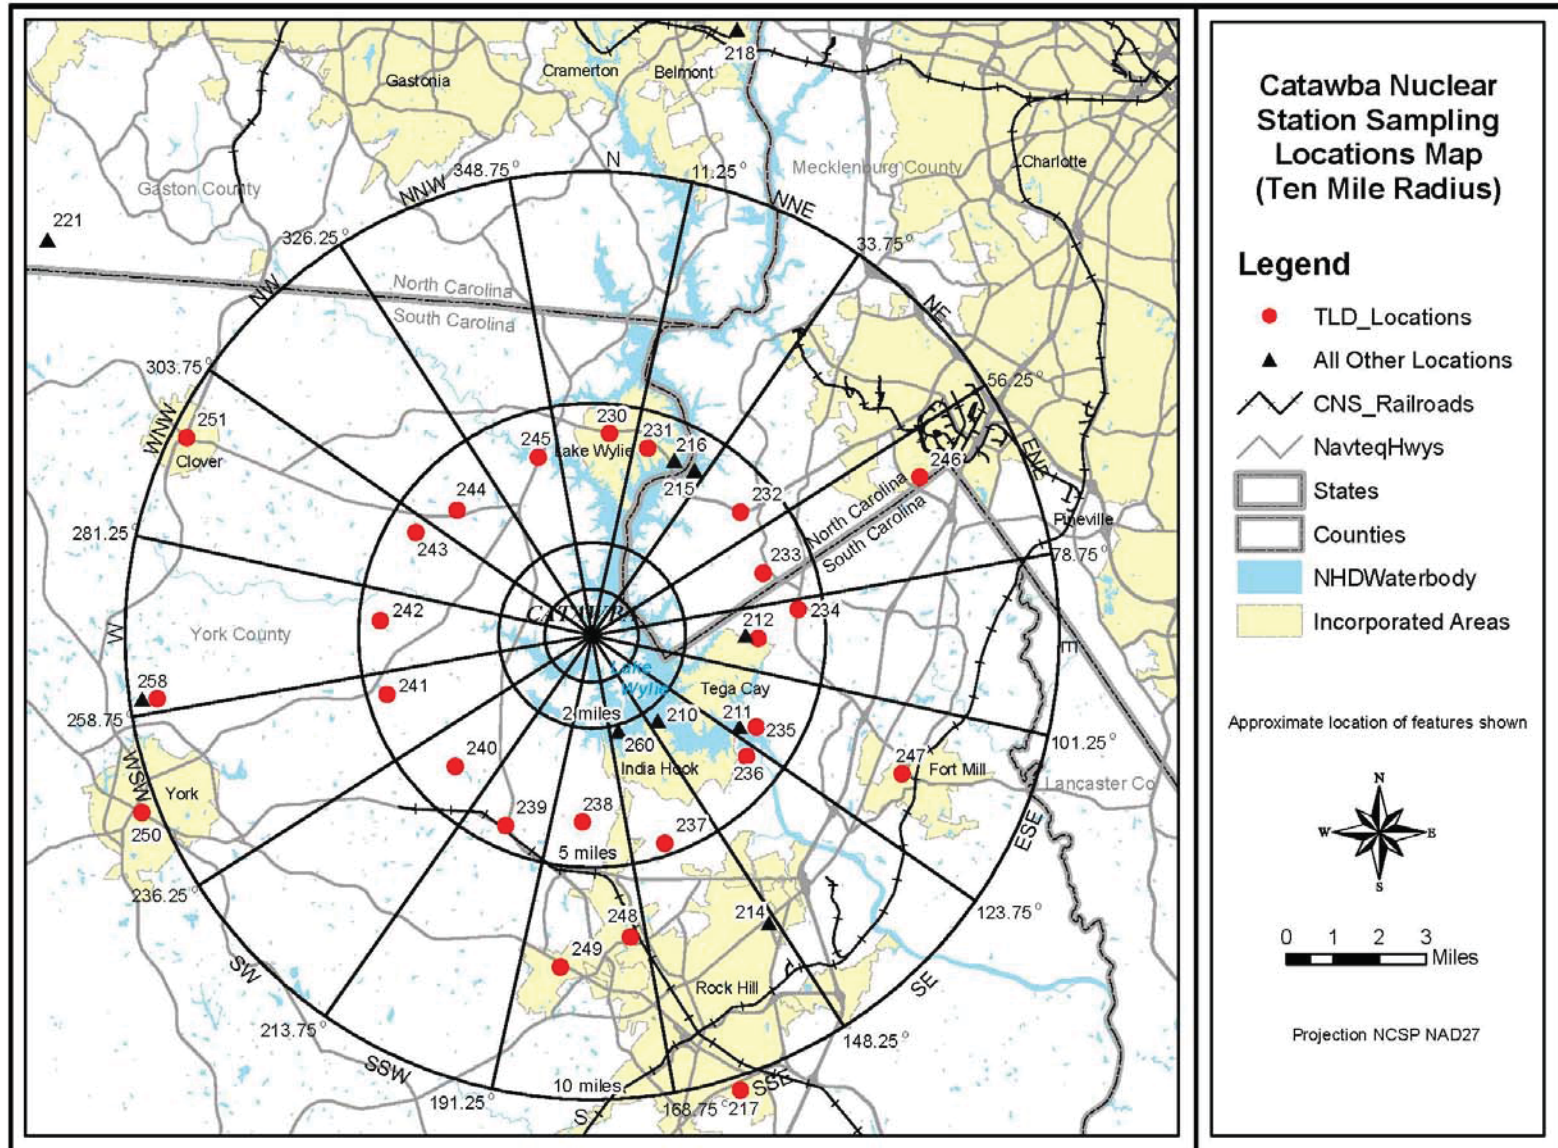 Gastonia
Cramerton
Belmont
218
Charlotte
Mecklenburg County
Gaston County
221
348.75°
N
11.25°
NNW
NNE
326.25°
33.75°
NW
NE
North Carolina
South Carolina
303.75°
56.25°
WNW
251
Clover
230
231
216
245
Lake Wylie
215
246
ENE
244
232
North Carolina
South Carolina
Pineville
281.25°
243
233
78.75°
CATAWBA
242
234
W
York County
212
E
Lake
Wylie
258
241
Tega Cay
258.75°
2 miles
210
211
235
101.25°
260
WSW
240
India Hook
236
247
Fort Mill
Lancaster Co
York
250
239
238
237
ESE
5 miles
236.25°
123.75°
248
214
249
SW
Rock Hill
SE
213.75°
148.25°
SSW
10 miles
SSE
191.25°
S
168.75°
217
Catawba Nuclear
Station Sampling
Locations Map
(Ten Mile Radius)
Legend
TLD_Locations
All Other Locations
CNS_Railroads
NavteqHwys
States
Counties
NHDWaterbody
Incorporated Areas
Approximate location of features shown
N
W E
S
0 1 2 3
Miles
Projection NCSP NAD27